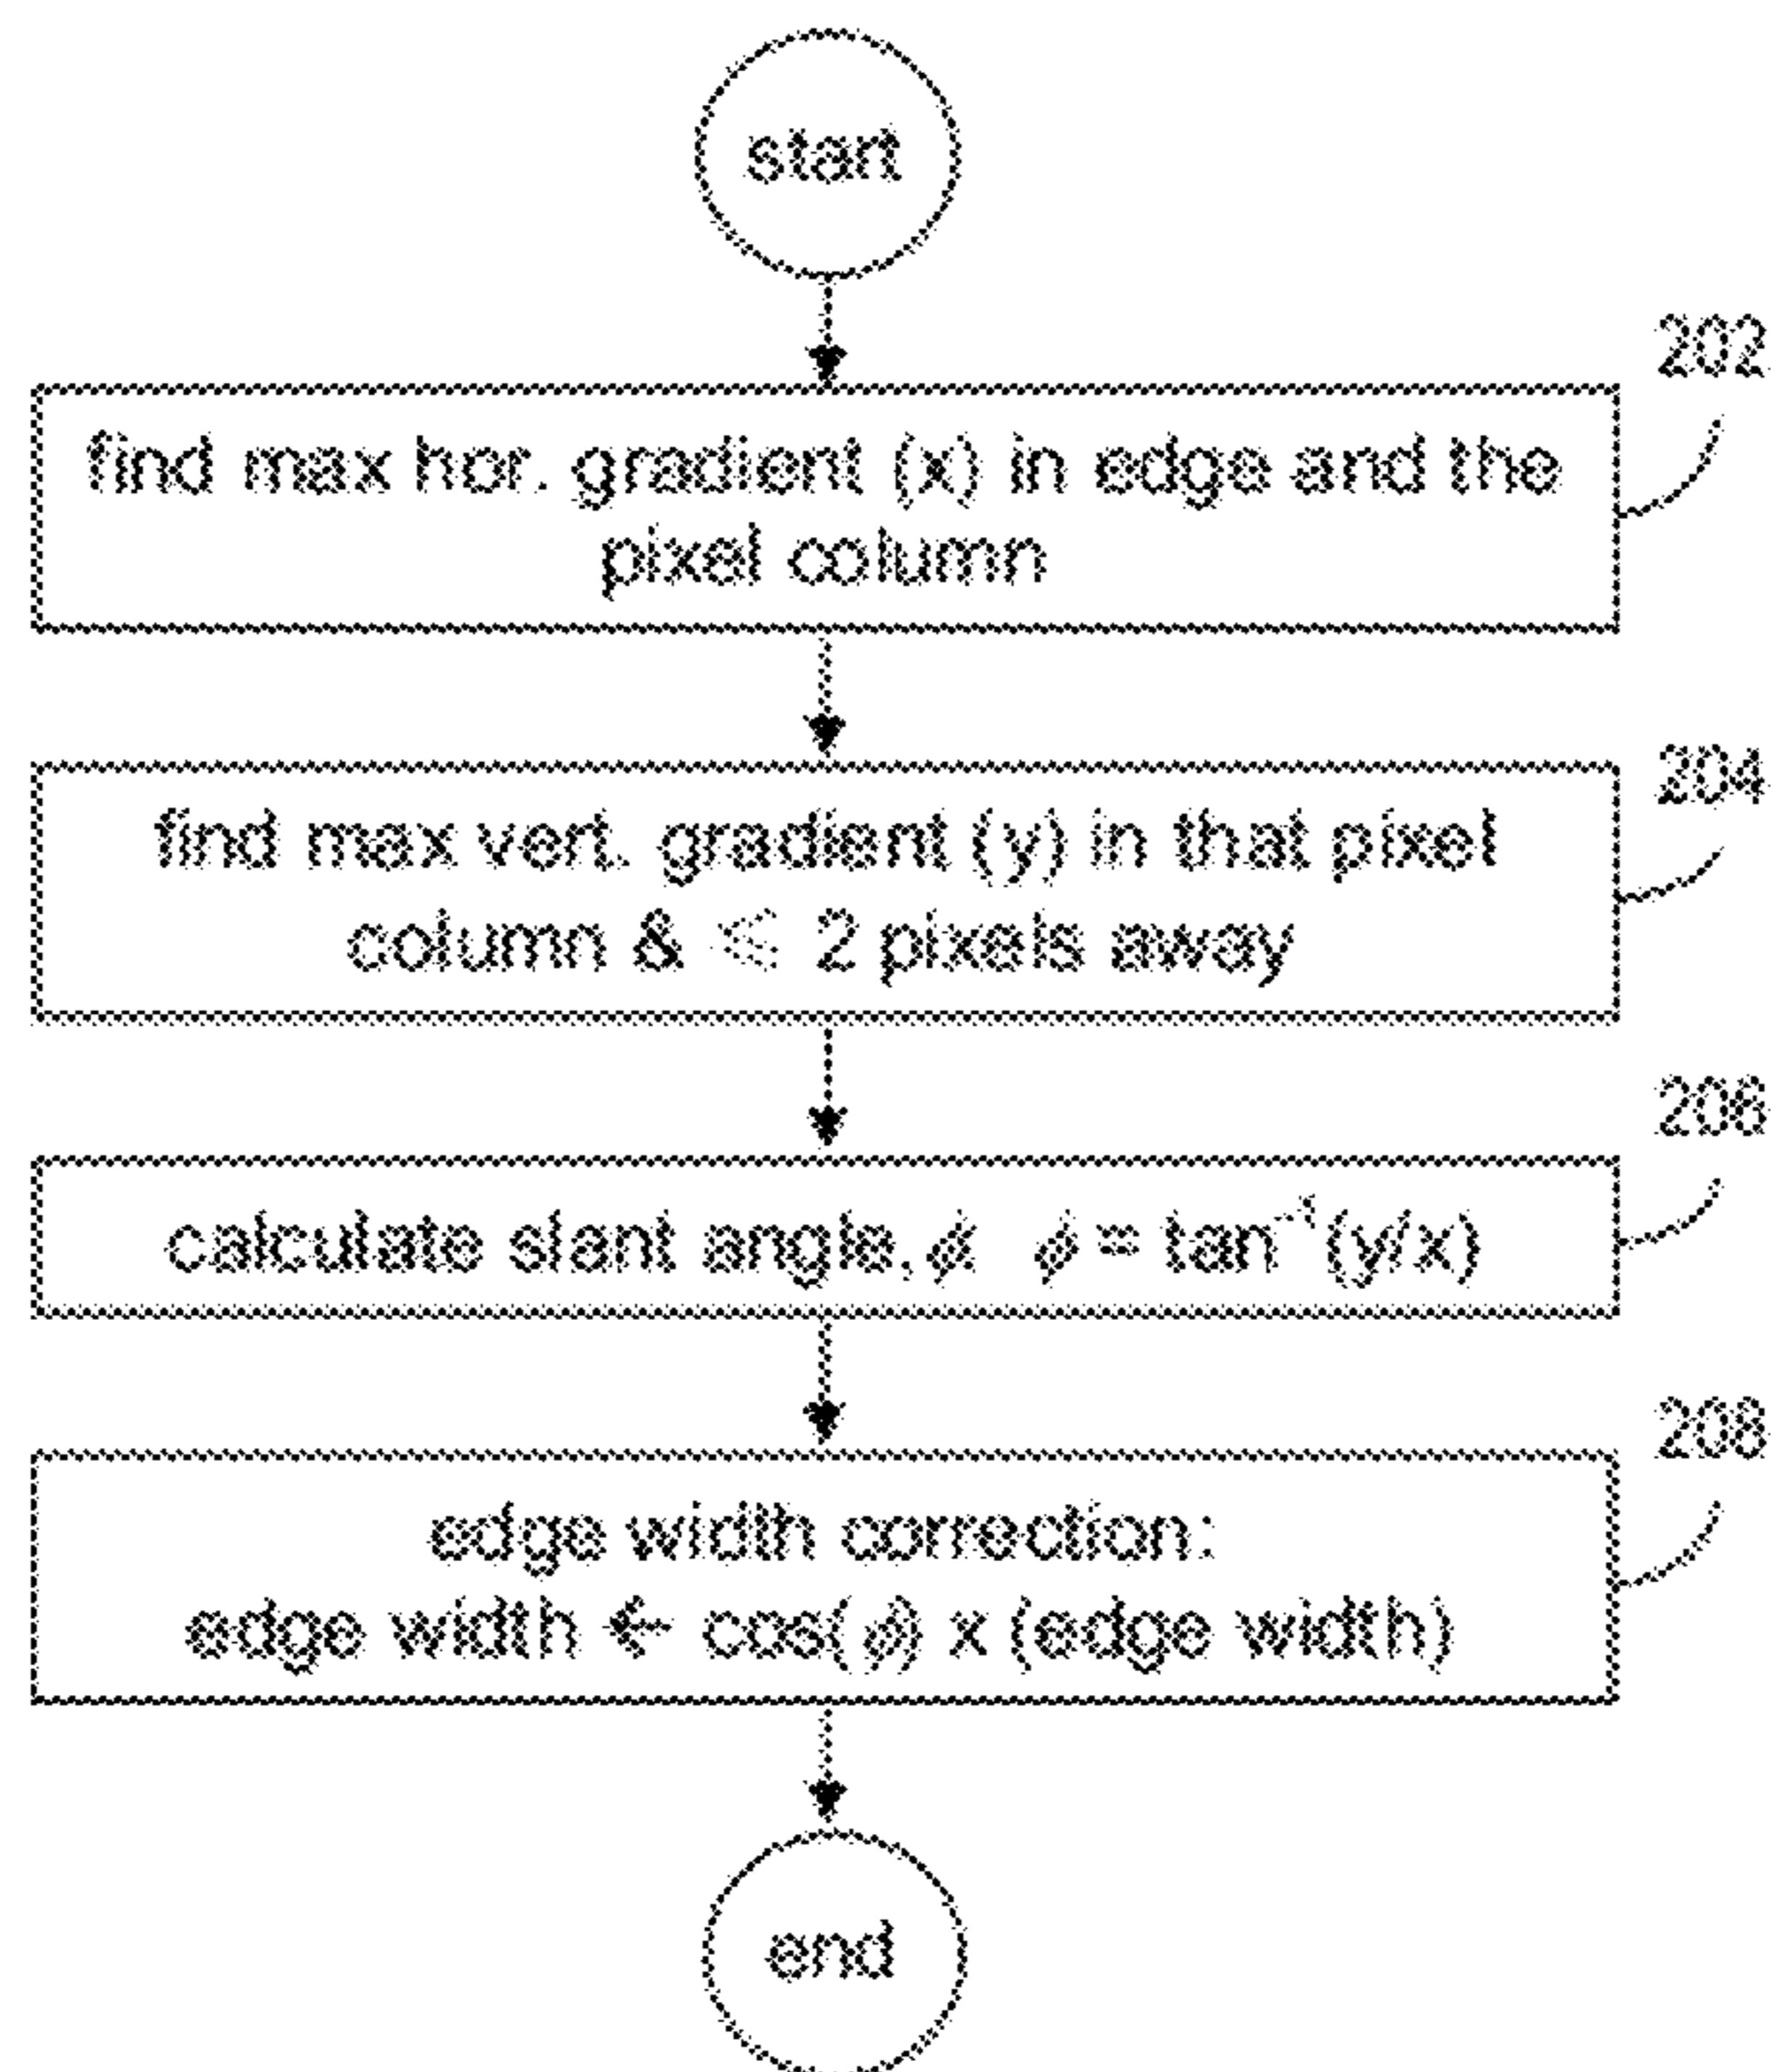 start
202
find max hor. gradient (x) in edge and the
pixel column
204
find max vert. gradient (y) in that pixel
column & ≤ 2 pixels away
206
calculate slant angle, ϕ ϕ = tan⁻¹(y/x)
208
edge width correction:
edge width ← cos(ϕ) x (edge width)
end